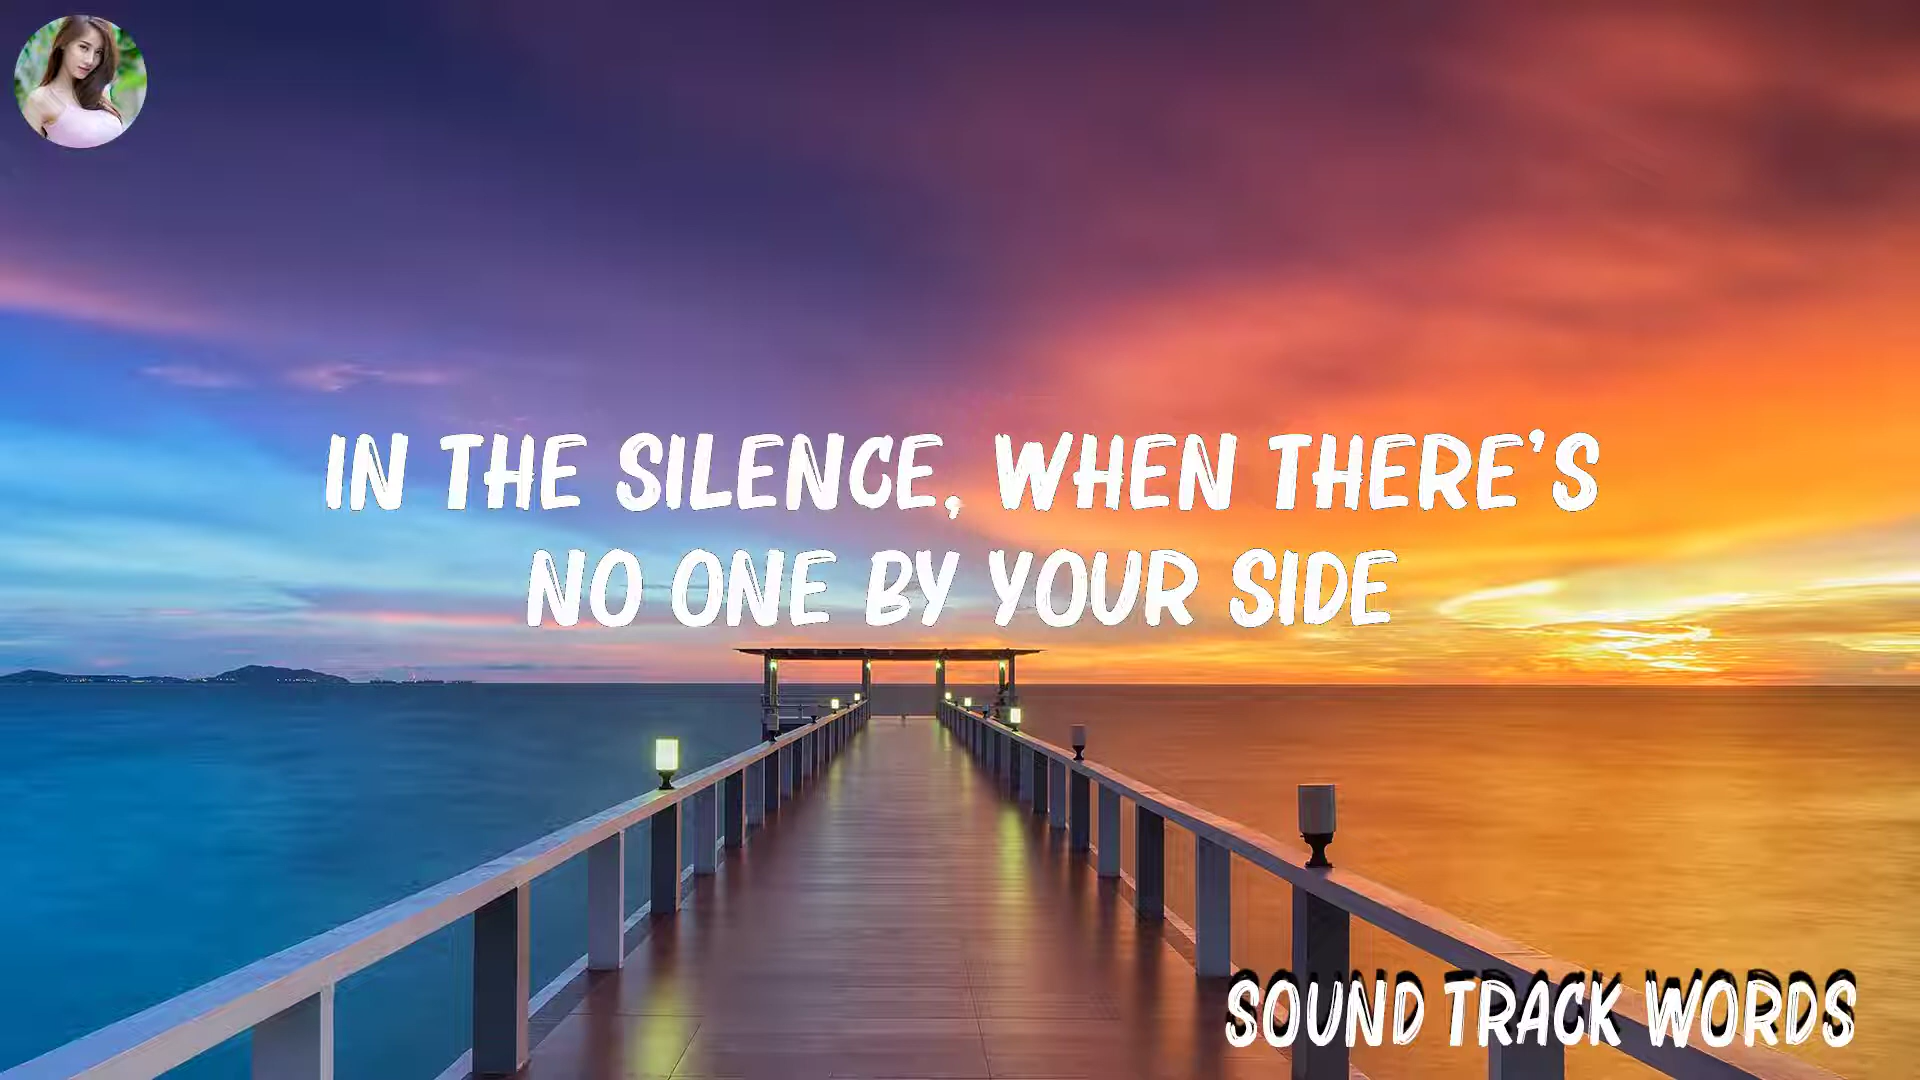 IN THE SILENCE, WHEN THERE'S
NO ONE BY YOUR SIDE
SOUND TRACK WORDS